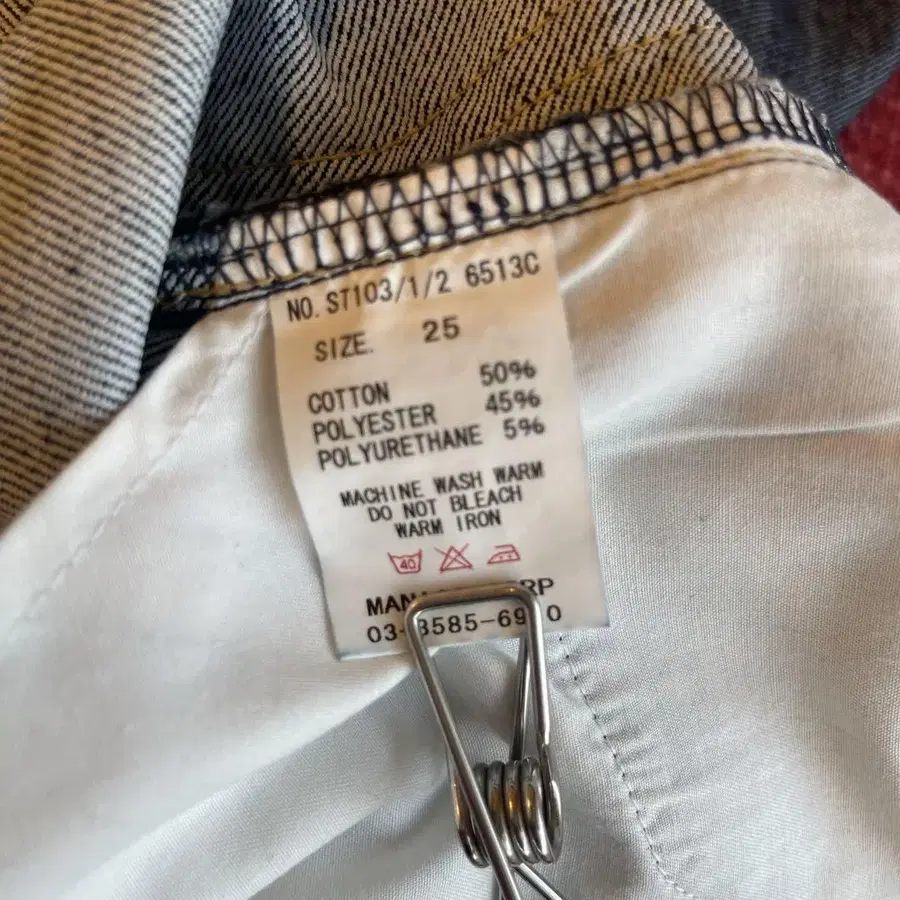 NO. ST103/1/2 6513C
SIZE. 25
COTTON 50%
POLYESTER 45%
POLYURETHANE 5%
MACHINE WASH WARM
DO NOT BLEACH
WARM IRON
40